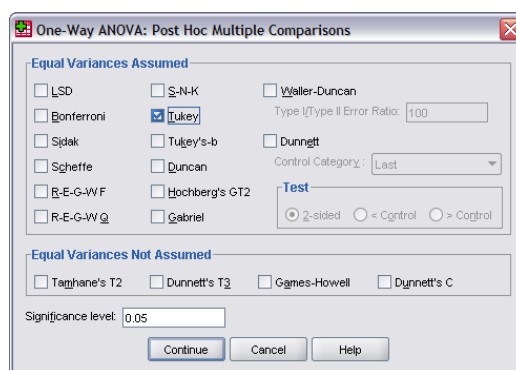 One-Way ANOVA: Post Hoc Multiple Comparisons
Equal Variances Assumed
LSD S-N-K Waller-Duncan
Type I/Type II Error Ratio: 100
Bonferroni Tukey
Sidak Tukey's-b Dunnett
Control Category: Last
Scheffe Duncan
R-E-G-W F Hochberg's GT2 Test
R-E-G-W Q Gabriel 2-sided < Control > Control
Equal Variances Not Assumed
Tamhane's T2 Dunnett's T3 Games-Howell Dunnett's C
Significance level: 0.05
Continue Cancel Help